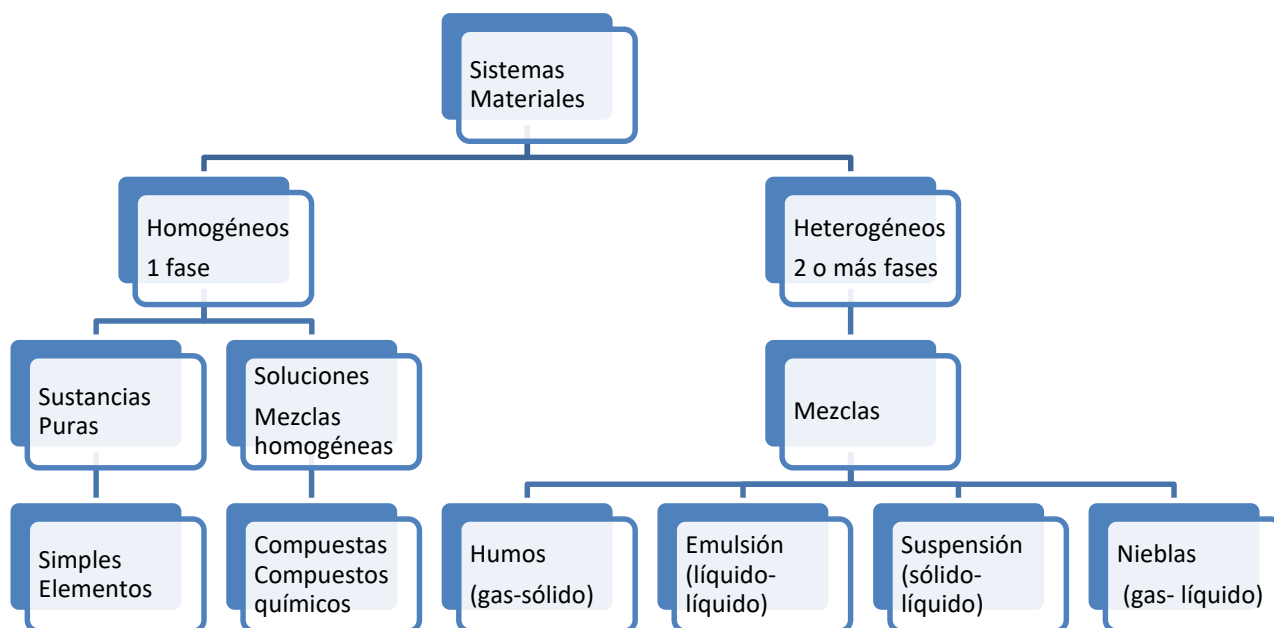 Sistemas
Materiales
Homogéneos
1 fase
Heterogéneos
2 o más fases
Sustancias
Puras
Soluciones
Mezclas
homogéneas
Mezclas
Simples
Elementos
Compuestas
Compuestos
químicos
Humos
(gas-sólido)
Emulsión
(líquido-
líquido)
Suspensión
(sólido-
líquido)
Nieblas
(gas- líquido)